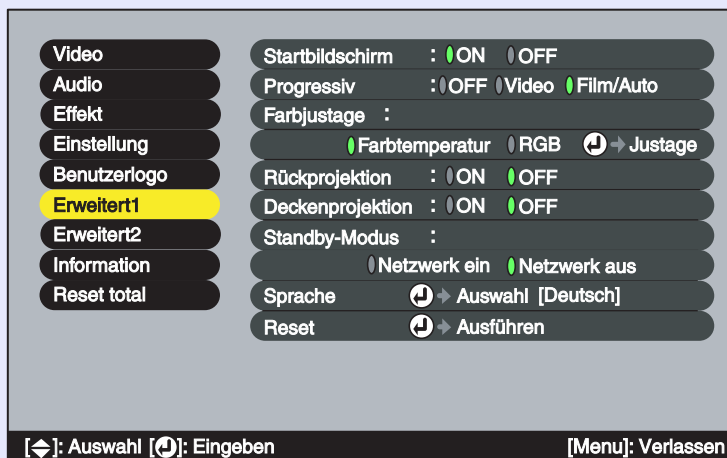 Video
Audio
Effekt
Einstellung
Benutzerlogo
Erweitert1
Erweitert2
Information
Reset total
Startbildschirm : ON OFF
Progressiv : OFF Video Film/Auto
Farbjustage :
Farbtemperatur RGB Justage
Rückprojektion : ON OFF
Deckenprojektion : ON OFF
Standby-Modus :
Netzwerk ein Netzwerk aus
Sprache Auswahl [Deutsch]
Reset Ausführen
[ ]: Auswahl [ ]: Eingeben [Menu]: Verlassen